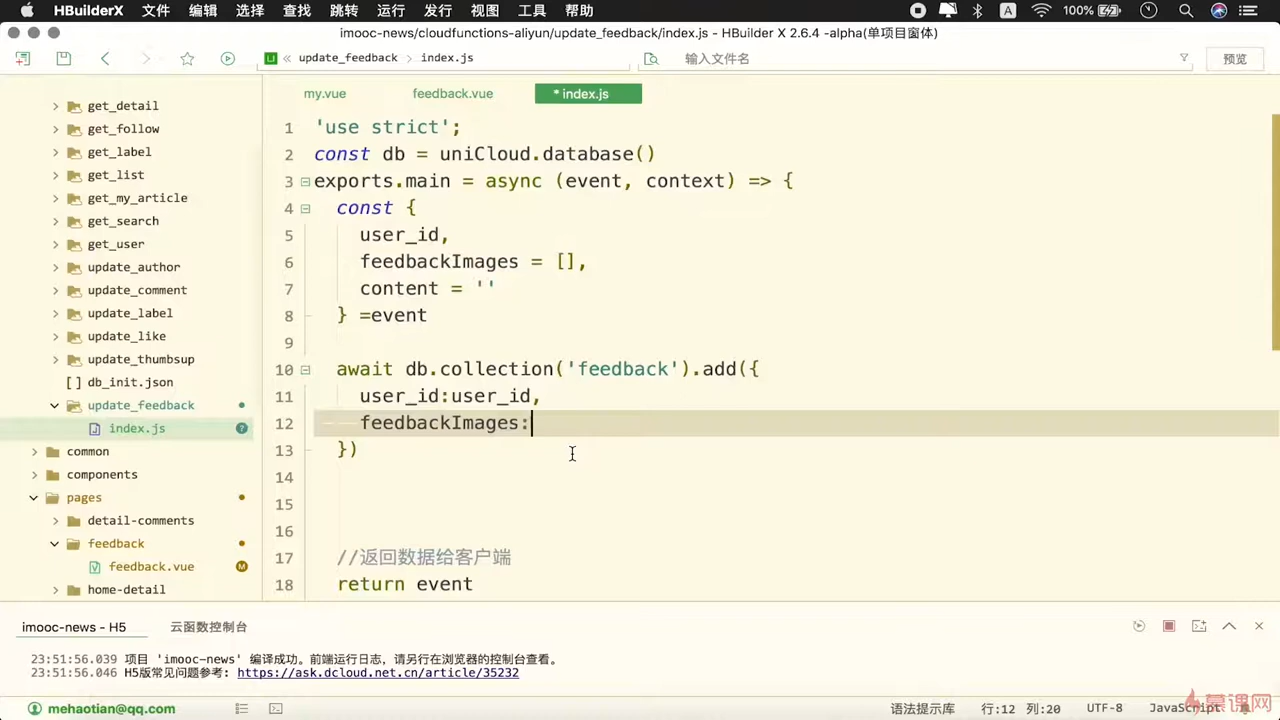 HBuilderX 文件 编辑 选择 查找 跳转 运行 发行 视图 工具 帮助 A 100%
imooc-news/cloudfunctions-aliyun/update_feedback/index.js - HBuilder X 2.6.4 -alpha(单项目窗体)
U « update_feedback > index.js 输入文件名 预览
my.vue feedback.vue * index.js
get_detail
get_follow
get_label
get_list
get_my_article
get_search
get_user
update_author
update_comment
update_label
update_like
update_thumbsup
[] db_init.json
update_feedback
index.js ?
common
components
pages
detail-comments
feedback
feedback.vue M
home-detail
1 'use strict';
2 const db = uniCloud.database()
3 exports.main = async (event, context) => {
4 const {
5 user_id,
6 feedbackImages = [],
7 content = ''
8 } =event
9
10 await db.collection('feedback').add({
11 user_id:user_id,
12 feedbackImages:
13 })
14
15
16
17 //返回数据给客户端
18 return event
imooc-news - H5 云函数控制台
23:51:56.039 项目 'imooc-news' 编译成功。前端运行日志，请另行在浏览器的控制台查看。
23:51:56.046 H5版常见问题参考: https://ask.dcloud.net.cn/article/35232
mehaotian@qq.com 语法提示库 行:12 列:20 UTF-8 JavaScript
慕课网